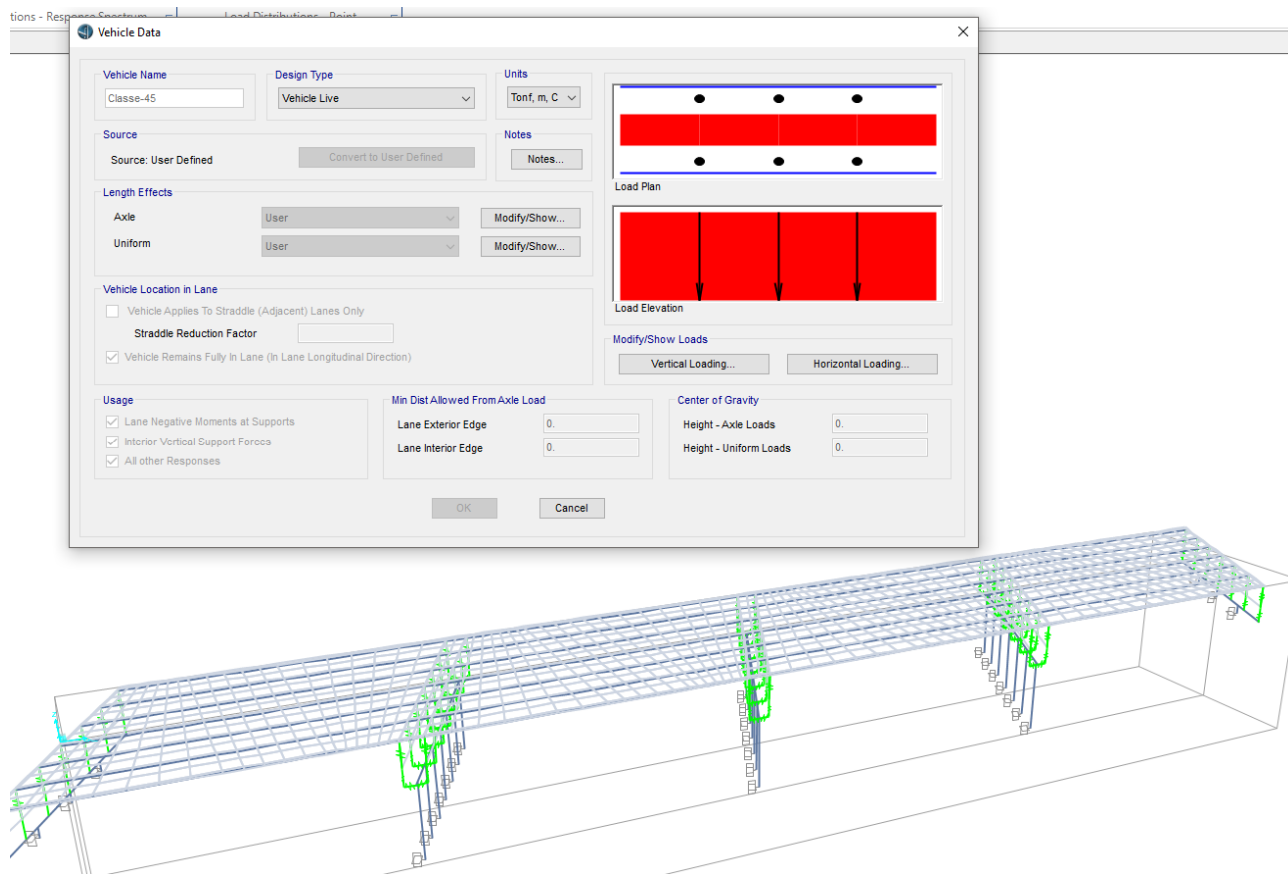 tions - Response Spectrum
Load Distributions - Point
Vehicle Data
Vehicle Name
Classe-45
Design Type
Vehicle Live
Units
Tonf, m, C
Source
Source: User Defined
Convert to User Defined
Notes
Notes...
Load Plan
Length Effects
Axle
User
Modify/Show...
Uniform
User
Modify/Show...
Load Elevation
Vehicle Location in Lane
Vehicle Applies To Straddle (Adjacent) Lanes Only
Straddle Reduction Factor
Vehicle Remains Fully In Lane (In Lane Longitudinal Direction)
Modify/Show Loads
Vertical Loading...
Horizontal Loading...
Usage
Lane Negative Moments at Supports
Interior Vertical Support Forces
All other Responses
Min Dist Allowed From Axle Load
Lane Exterior Edge
0.
Lane Interior Edge
0.
Center of Gravity
Height - Axle Loads
0.
Height - Uniform Loads
0.
OK
Cancel